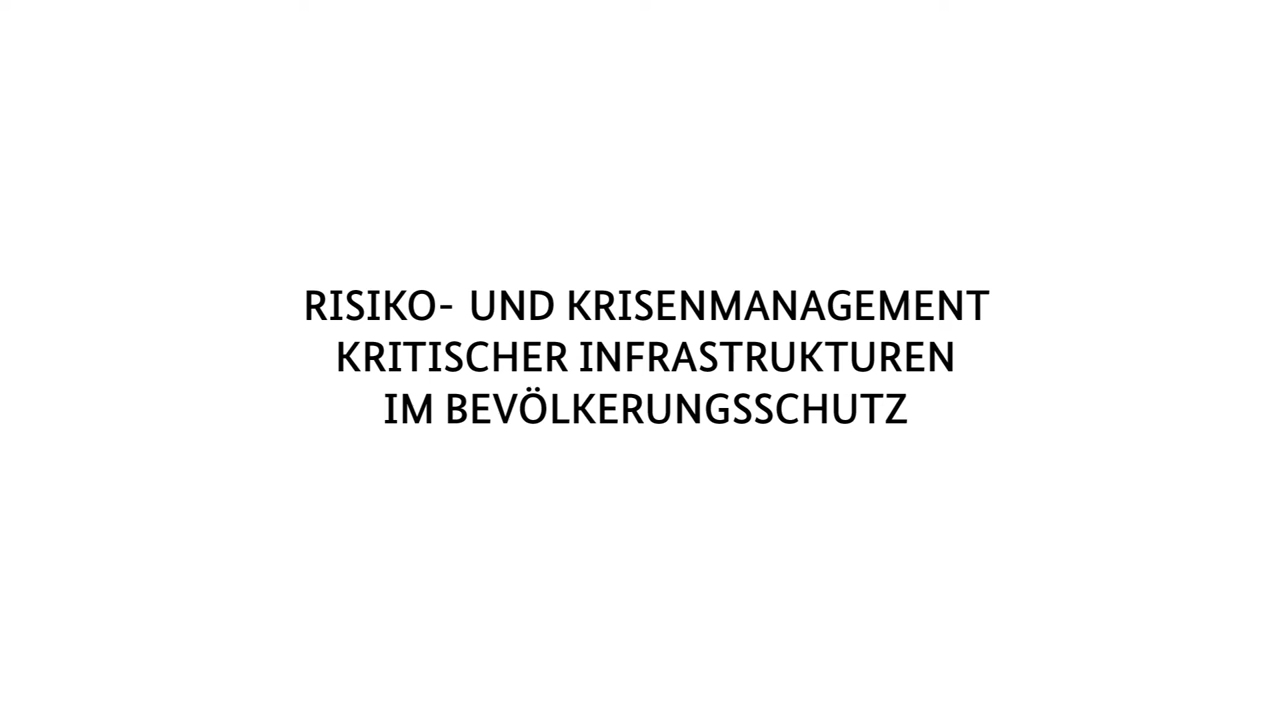 RISIKO- UND KRISENMANAGEMENT
KRITISCHER INFRASTRUKTUREN
IM BEVÖLKERUNGSSCHUTZ